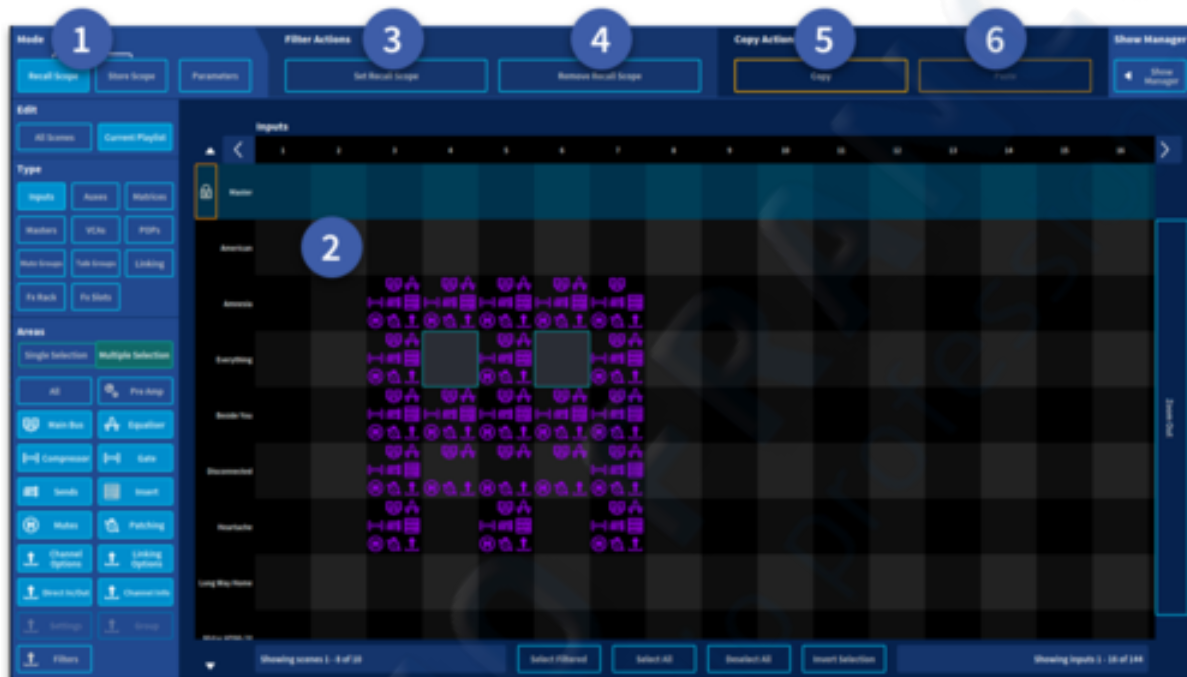 Mode
1
Filter Actions
3
4
Copy Action
5
6
Show Manager
Recall Scope
Store Scope
Parameters
Set Recall Scope
Remove Recall Scope
Copy
Paste
Show Manager
Edit
All Scenes
Current Playlist
Type
Inputs
Auxes
Matrices
Masters
VCAs
POPs
Mute Groups
Talk Groups
Linking
Fx Rack
Fx Slots
Areas
Single Selection
Multiple Selection
All
Pre Amp
Main Bus
Equaliser
Compressor
Gate
Sends
Insert
Mutes
Patching
Channel Options
Linking Options
Direct In/Out
Channel Info
Settings
Group
Filters
Inputs
1 2 3 4 5 6 7 8 9 10 11 12 13 14 15 16
Master
2
American
Amnesia
Everything
Beside You
Disconnected
Heartache
Long Way Home
Zoom Out
Showing scenes 1 - 8 of 10
Select Filtered
Select All
Deselect All
Invert Selection
Showing inputs 1 - 16 of 144